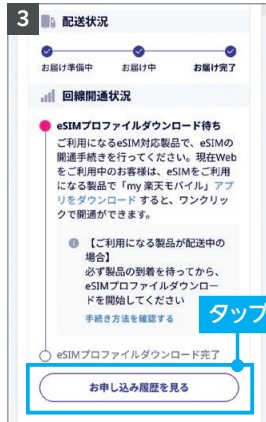 3
配送状況
お届け準備中 お届け中 お届け完了
回線開通状況
eSIMプロファイルダウンロード待ち
ご利用になるeSIM対応製品で、eSIMの
開通手続きを行ってください。現在Web
をご利用中のお客様は、eSIMをご利用
になる製品で「my 楽天モバイル」アプ
リをダウンロード すると、ワンクリッ
クで開通ができます。
【ご利用になる製品が配送中の
場合】
必ず製品の到着を待ってから、
eSIMプロファイルダウンロー
ドを開始してください
手続き方法を確認する
タップ
eSIMプロファイルダウンロード完了
お申し込み履歴を見る